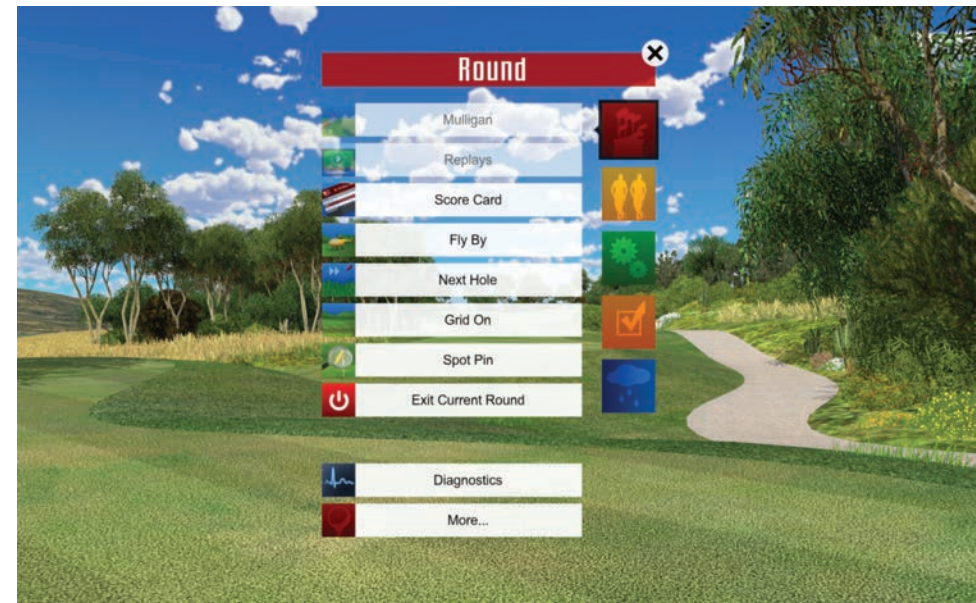 Round
Mulligan
Replays
Score Card
Fly By
Next Hole
Grid On
Spot Pin
Exit Current Round
Diagnostics
More...